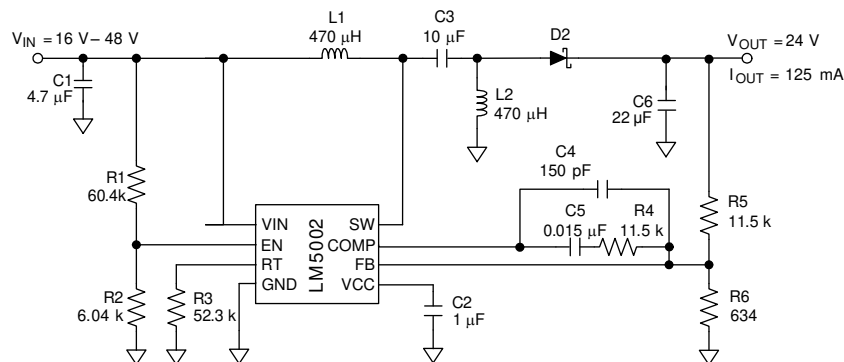 V_IN = 16 V – 48 V
C1
4.7 µF
L1
470 µH
C3
10 µF
D2
V_OUT = 24 V
I_OUT = 125 mA
L2
470 µH
C6
22 µF
R1
60.4k
C4
150 pF
C5
0.015 µF
R4
11.5 k
R5
11.5 k
VIN
EN
RT
GND
LM5002
SW
COMP
FB
VCC
R2
6.04 k
R3
52.3 k
C2
1 µF
R6
634